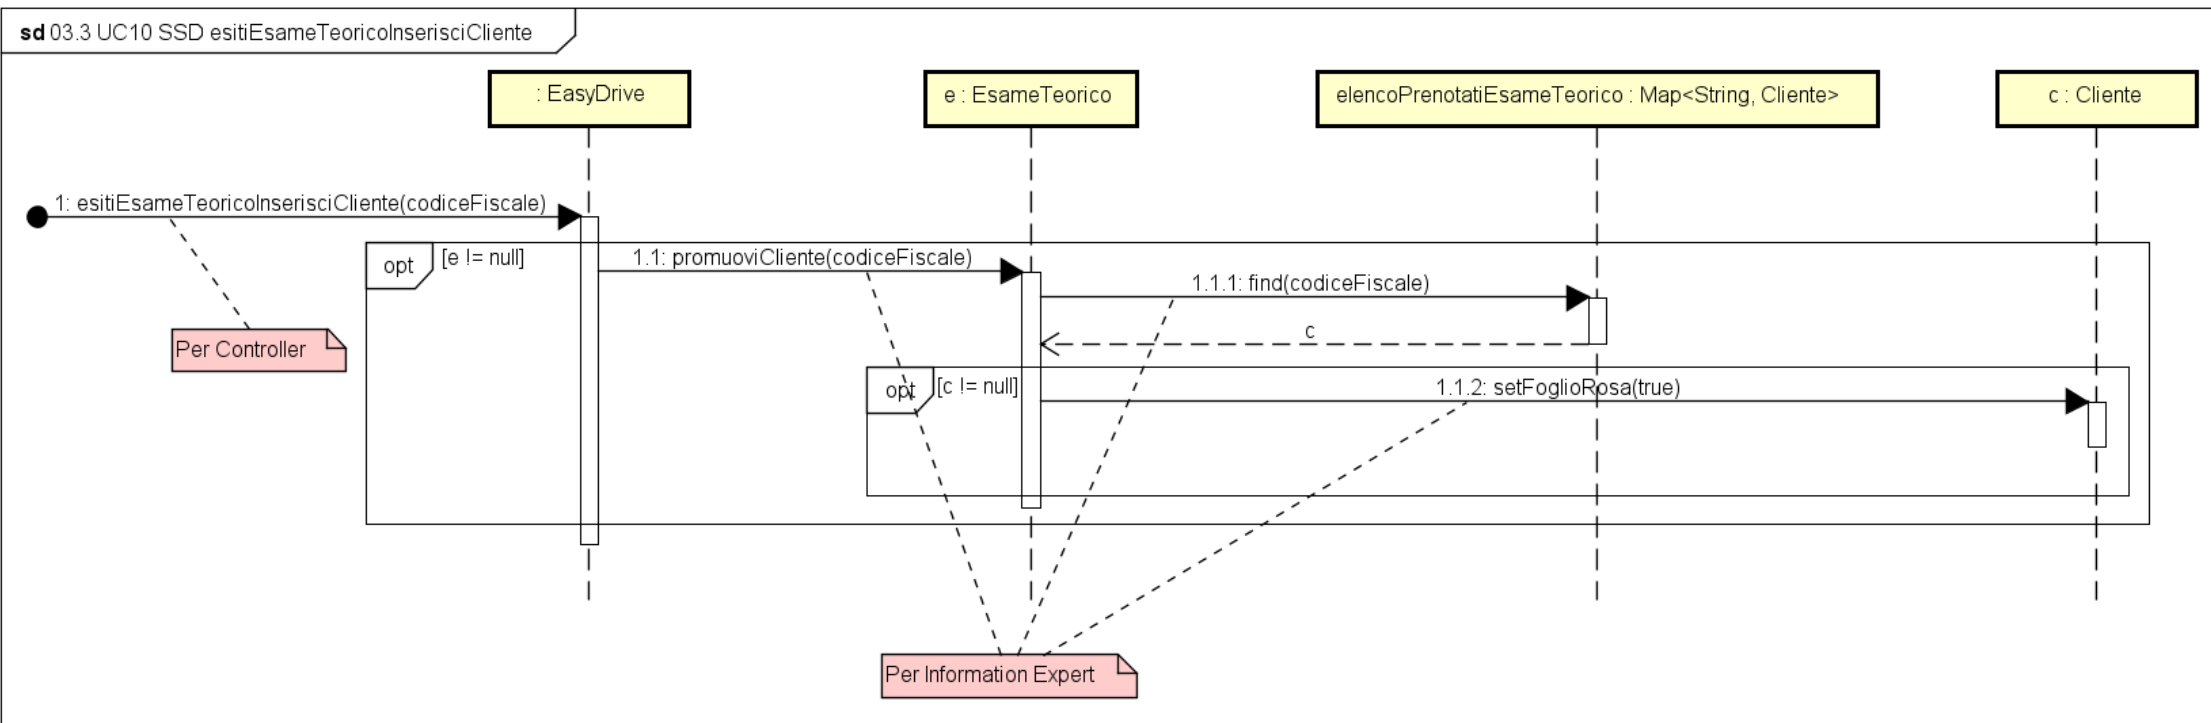 sd 03.3 UC10 SSD esitiEsameTeoricoInserisciCliente
: EasyDrive
e : EsameTeorico
elencoPrenotatiEsameTeorico : Map<String, Cliente>
c : Cliente
1: esitiEsameTeoricoInserisciCliente(codiceFiscale)
opt
[e != null]
1.1: promuoviCliente(codiceFiscale)
1.1.1: find(codiceFiscale)
c
Per Controller
opt
[c != null]
1.1.2: setFoglioRosa(true)
Per Information Expert